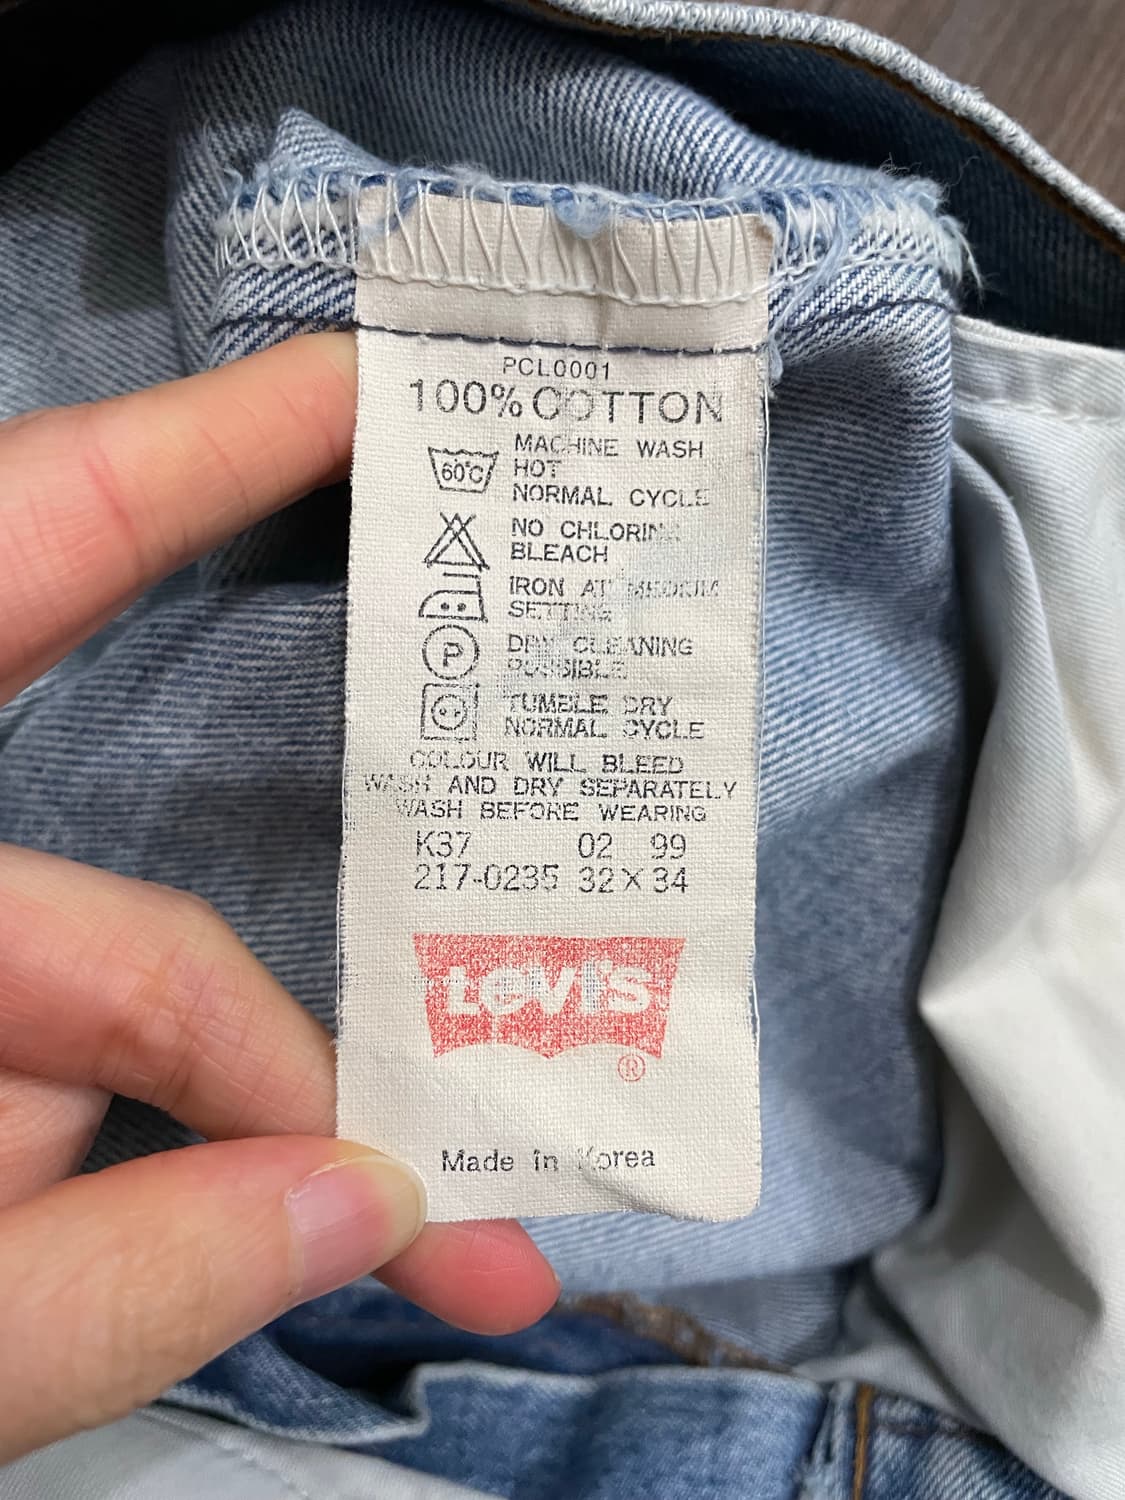 PCL0001
100% COTTON
60°C
MACHINE WASH
HOT
NORMAL CYCLE
NO CHLORINE
BLEACH
IRON AT MEDIUM
SETTING
P
DRY CLEANING
POSSIBLE
TUMBLE DRY
NORMAL CYCLE
COLOUR WILL BLEED
WASH AND DRY SEPARATELY
WASH BEFORE WEARING
K37 02 99
217-0235 32 X 34
LEVI'S
®
Made in Korea